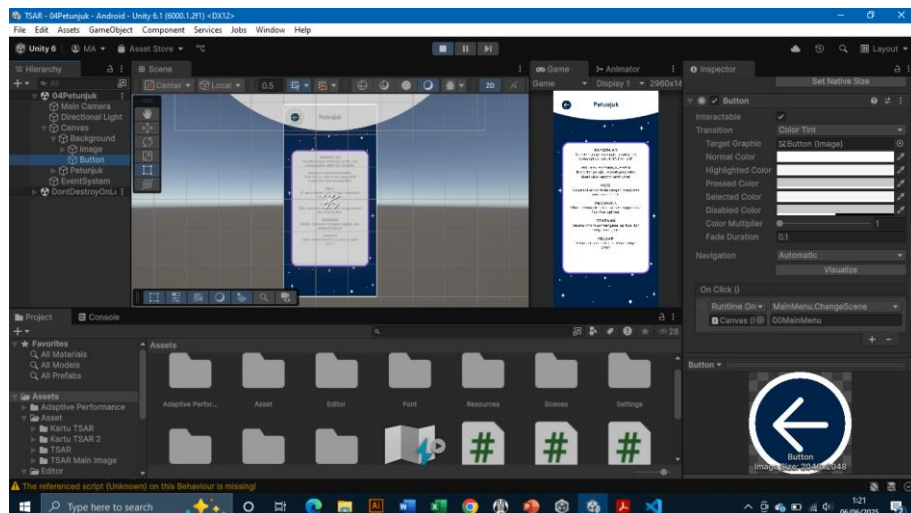 TSAR - 04Petunjuk - Android - Unity 6.1 (6000.1.2f1) <DX12>
File Edit Assets GameObject Component Services Jobs Window Help
Unity 6 MA Asset Store Layout
Hierarchy
All
04Petunjuk
Main Camera
Directional Light
Canvas
Background
Image
Button
Petunjuk
EventSystem
DontDestroyOnL
Scene
Center Local 0.5 2D
Petunjuk
Game Animator
Game Display 1 2960x14
Petunjuk
Inspector
Set Native Size
Button
Interactable
Transition Color Tint
Target Graphic Button (Image)
Normal Color
Highlighted Color
Pressed Color
Selected Color
Disabled Color
Color Multiplier 1
Fade Duration 0.1
Navigation Automatic
Visualize
On Click ()
Runtime On MainMenu.ChangeScene
Canvas 00MainMenu
+ -
Button
Button
Image Size: 2048x2048
Project Console
28
Favorites
All Materials
All Models
All Prefabs
Assets
Adaptive Performance
Asset
Kartu TSAR
Kartu TSAR 2
TSAR
TSAR Main Image
Editor
Assets
Adaptive Perfor... Asset Editor Font Resources Scenes Settings
The referenced script (Unknown) on this Behaviour is missing!
Type here to search
1:21
06/06/2025